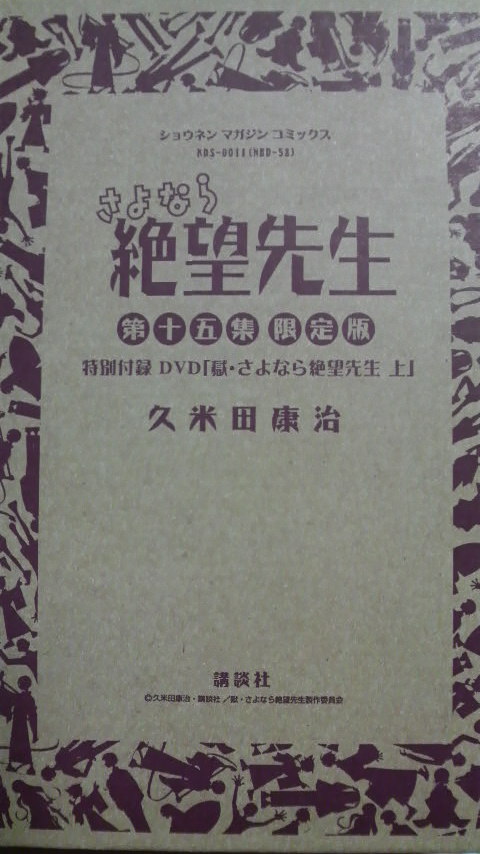 ショウネン マガジン コミックス
KDS-0011(MBD-58)
さよなら
絶望先生
第十五集 限定版
特別付録 DVD「獄・さよなら絶望先生 上」
久米田康治
講談社
©久米田康治・講談社／獄・さよなら絶望先生製作委員会